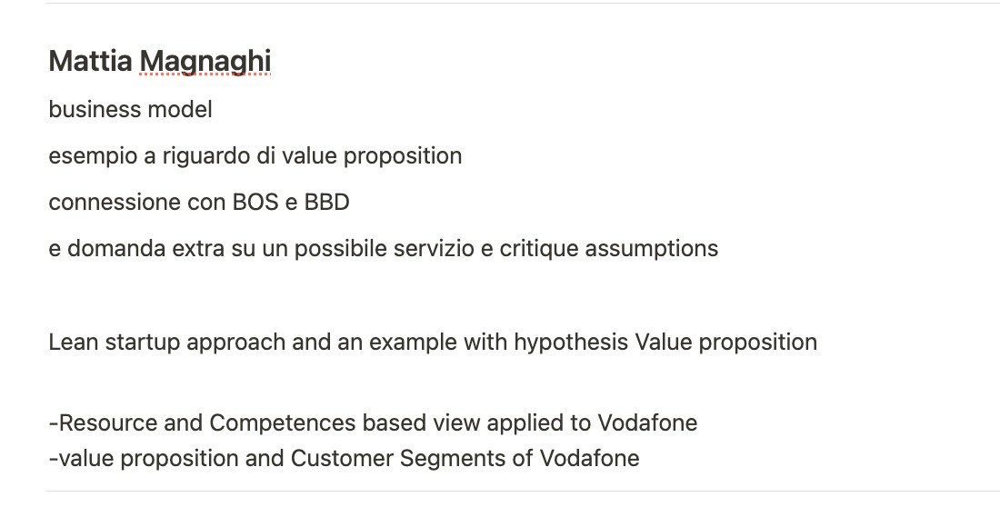 Mattia Magnaghi
business model
esempio a riguardo di value proposition
connessione con BOS e BBD
e domanda extra su un possibile servizio e critique assumptions
Lean startup approach and an example with hypothesis Value proposition
-Resource and Competences based view applied to Vodafone
-value proposition and Customer Segments of Vodafone